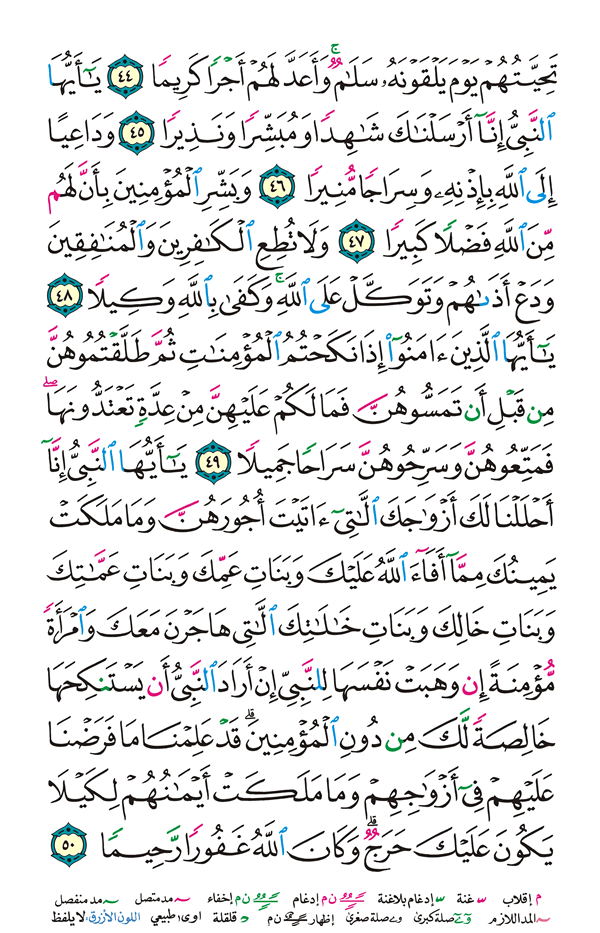 تَحِيَّتُهُمْ يَوْمَ يَلْقَوْنَهُۥ سَلَٰمٌۭ ۚ وَأَعَدَّ لَهُمْ أَجْرًۭا كَرِيمًۭا ٤٤ يَٰٓأَيُّهَا
ٱلنَّبِىُّ إِنَّآ أَرْسَلْنَٰكَ شَٰهِدًۭا وَمُبَشِّرًۭا وَنَذِيرًۭا ٤٥ وَدَاعِيًا
إِلَى ٱللَّهِ بِإِذْنِهِۦ وَسِرَاجًۭا مُّنِيرًۭا ٤٦ وَبَشِّرِ ٱلْمُؤْمِنِينَ بِأَنَّ لَهُم
مِّنَ ٱللَّهِ فَضْلًۭا كَبِيرًۭا ٤٧ وَلَا تُطِعِ ٱلْكَٰفِرِينَ وَٱلْمُنَٰفِقِينَ
وَدَعْ أَذَىٰهُمْ وَتَوَكَّلْ عَلَى ٱللَّهِ ۚ وَكَفَىٰ بِٱللَّهِ وَكِيلًۭا ٤٨
يَٰٓأَيُّهَا ٱلَّذِينَ ءَامَنُوٓا۟ إِذَا نَكَحْتُمُ ٱلْمُؤْمِنَٰتِ ثُمَّ طَلَّقْتُمُوهُنَّ
مِن قَبْلِ أَن تَمَسُّوهُنَّ فَمَا لَكُمْ عَلَيْهِنَّ مِنْ عِدَّةٍۢ تَعْتَدُّونَهَا ۖ
فَمَتِّعُوهُنَّ وَسَرِّحُوهُنَّ سَرَاحًۭا جَمِيلًۭا ٤٩ يَٰٓأَيُّهَا ٱلنَّبِىُّ إِنَّآ
أَحْلَلْنَا لَكَ أَزْوَٰجَكَ ٱلَّٰتِىٓ ءَاتَيْتَ أُجُورَهُنَّ وَمَا مَلَكَتْ
يَمِينُكَ مِمَّآ أَفَآءَ ٱللَّهُ عَلَيْكَ وَبَنَاتِ عَمِّكَ وَبَنَاتِ عَمَّٰتِكَ
وَبَنَاتِ خَالِكَ وَبَنَاتِ خَٰلَٰتِكَ ٱلَّٰتِى هَاجَرْنَ مَعَكَ وَٱمْرَأَةًۭ
مُّؤْمِنَةً إِن وَهَبَتْ نَفْسَهَا لِلنَّبِىِّ إِنْ أَرَادَ ٱلنَّبِىُّ أَن يَسْتَنكِحَهَا
خَالِصَةًۭ لَّكَ مِن دُونِ ٱلْمُؤْمِنِينَ ۗ قَدْ عَلِمْنَا مَا فَرَضْنَا
عَلَيْهِمْ فِىٓ أَزْوَٰجِهِمْ وَمَا مَلَكَتْ أَيْمَٰنُهُمْ لِكَيْلَا
يَكُونَ عَلَيْكَ حَرَجٌۭ ۗ وَكَانَ ٱللَّهُ غَفُورًۭا رَّحِيمًۭا ٥٠
م إقلاب غنة إدغام بلاغنة ن م إدغام ن م إخفاء مد متصل مد منفصل
المد اللازم صلة كبرى صلة صغرى إظهار ن م د قلقلة اوى طبيعي اللون الأزرق: لا يلفظ